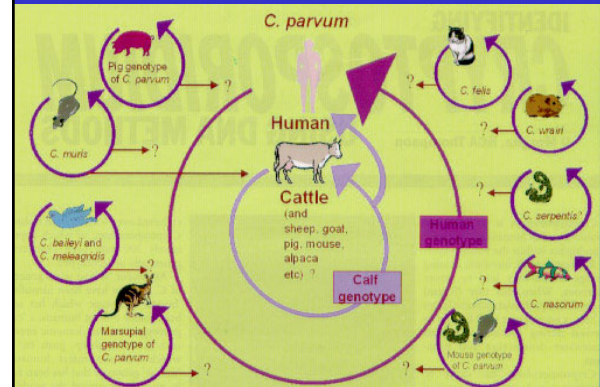 C. parvum
Pig genotype
of C. parvum
?
C. muris
?
C. baileyi and
C. meleagridis
?
Marsupial
genotype of
C. parvum
?
Human
Cattle
(and
sheep, goat,
pig, mouse,
alpaca
etc) ?
Calf
genotype
Human
genotype
?
C. felis
?
C. wrairi
?
C. serpentis?
?
C. nasorum
?
Mouse genotype
of C. parvum